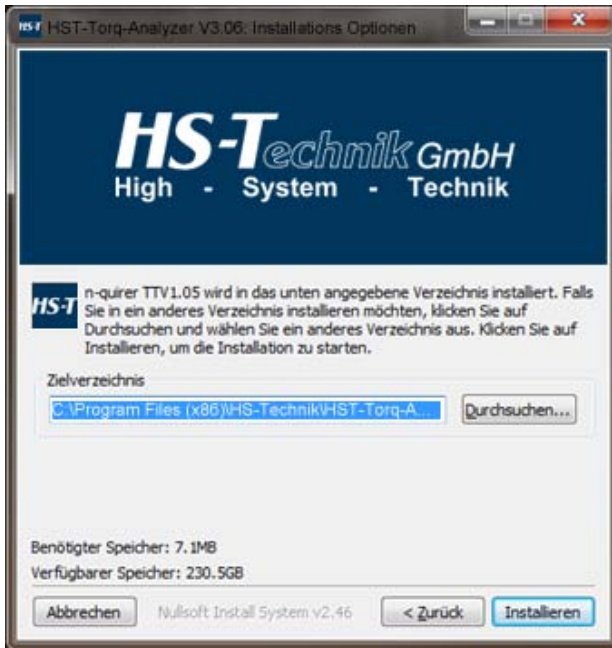 HS-T HST-Torq-Analyzer V3.06: Installations Optionen
HS-Technik GmbH
High - System - Technik
HS-T
n-quirer TTV1.05 wird in das unten angegebene Verzeichnis installiert. Falls
Sie in ein anderes Verzeichnis installieren möchten, klicken Sie auf
Durchsuchen und wählen Sie ein anderes Verzeichnis aus. Klicken Sie auf
Installieren, um die Installation zu starten.
Zielverzeichnis
C:\Program Files (x86)\HS-Technik\HST-Torq-A...
Durchsuchen...
Benötigter Speicher: 7.1MB
Verfügbarer Speicher: 230.5GB
Abbrechen
Nullsoft Install System v2.46
< Zurück
Installieren